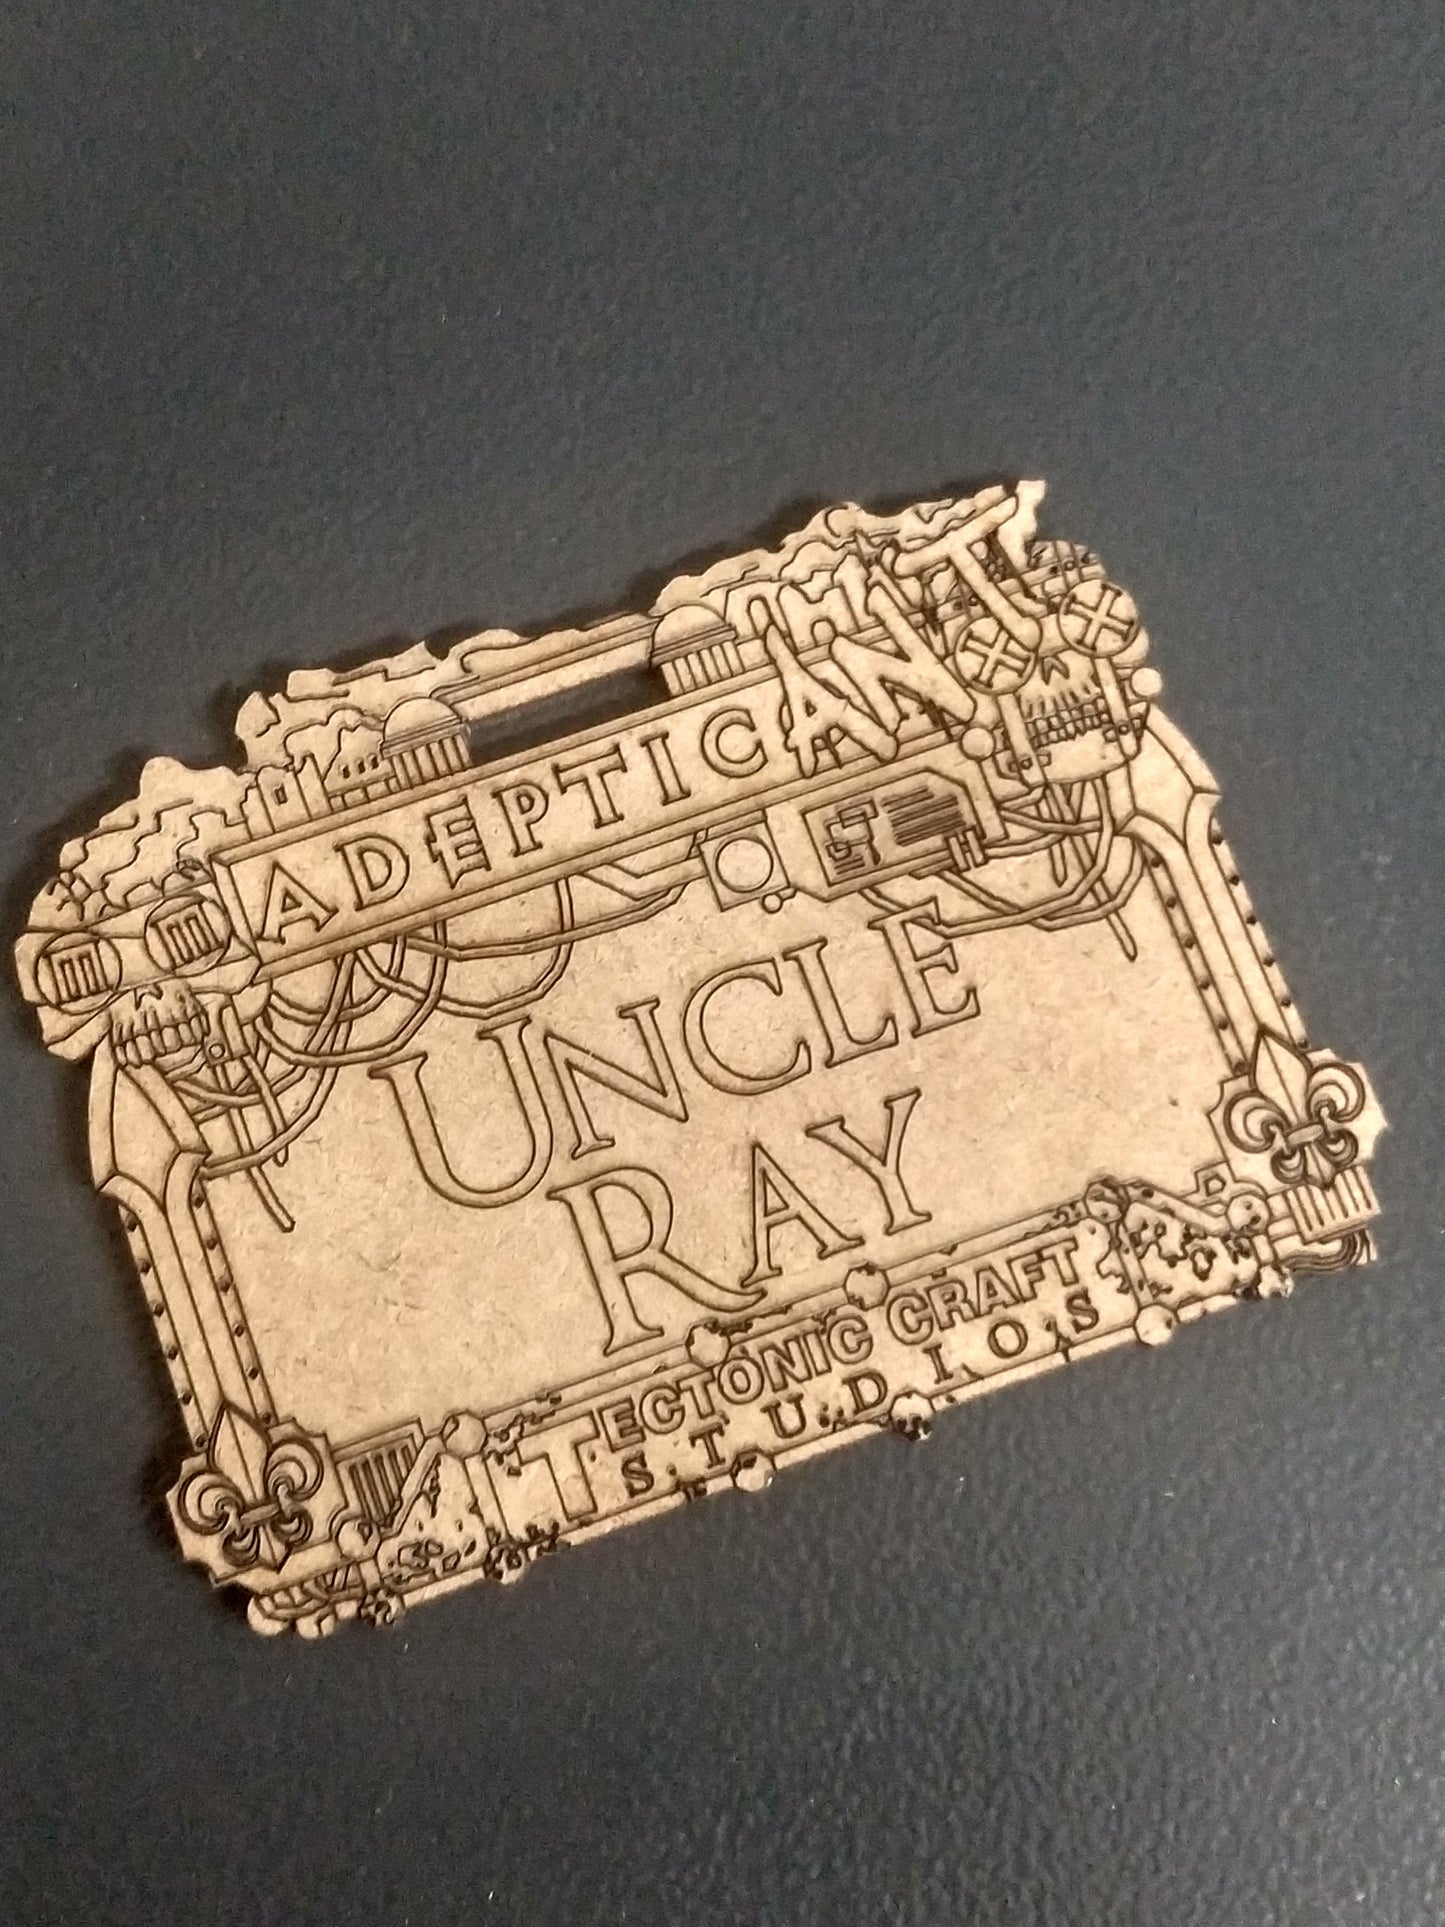 ADEPTICANT
UNCLE
RAY
TECTONIC CRAFT
STUDIOS